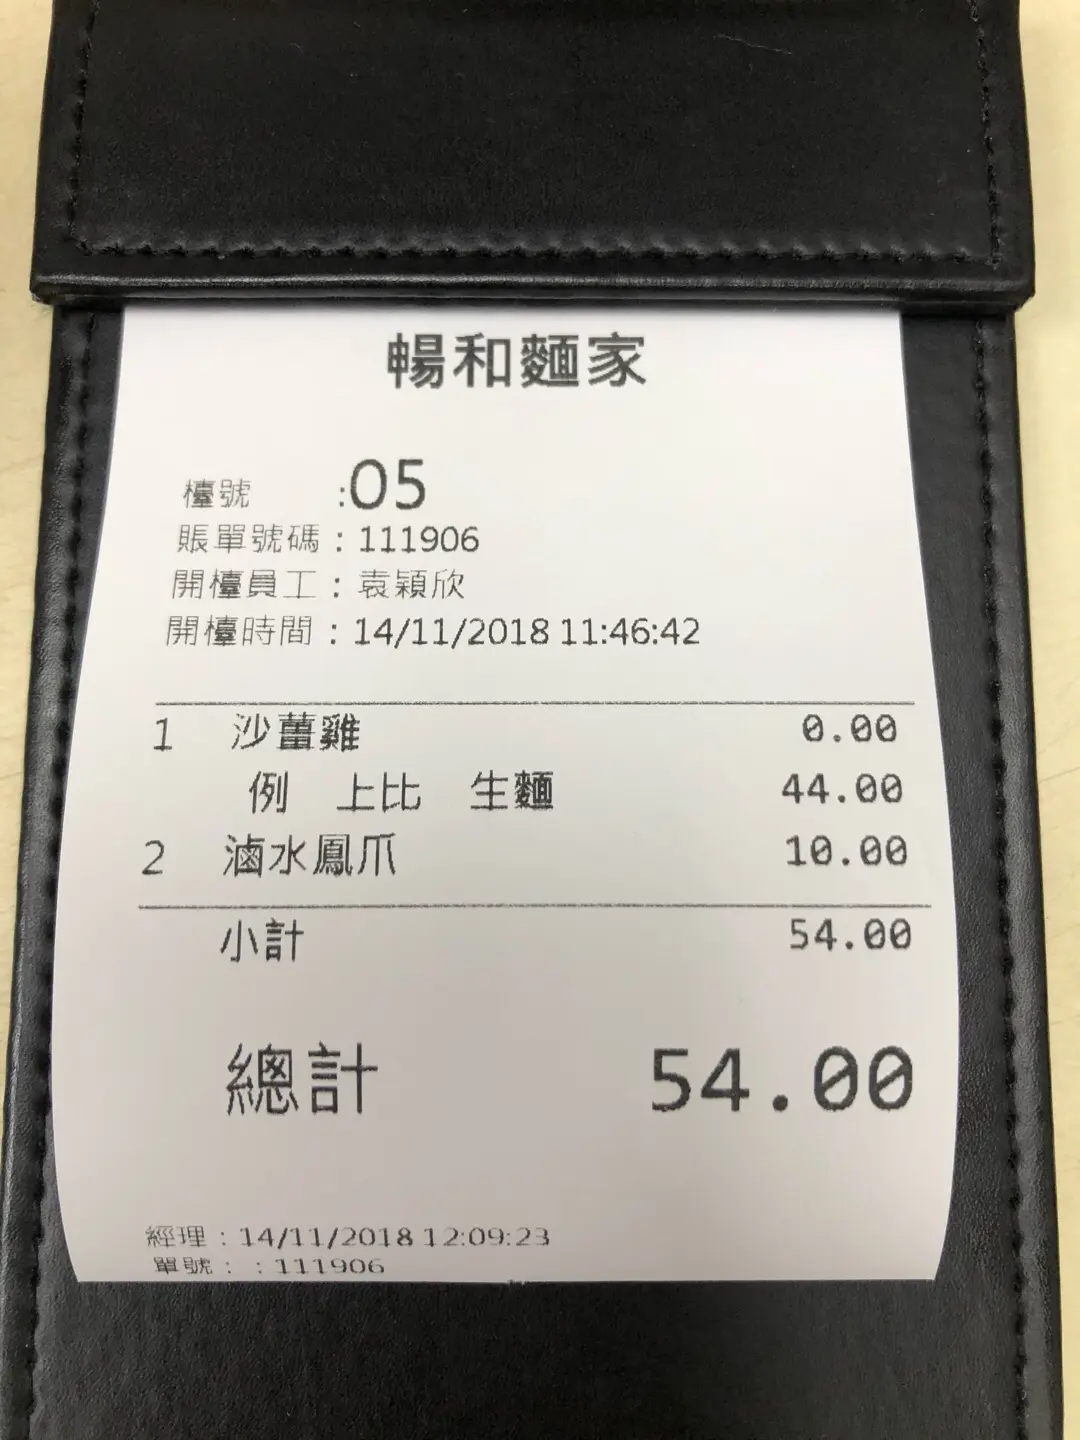 暢和麵家
檯號 :05
賬單號碼：111906
開檯員工：袁穎欣
開檯時間：14/11/2018 11:46:42
1 沙薑雞 0.00
例 上比 生麵 44.00
2 滷水鳳爪 10.00
小計 54.00
總計 54.00
經理：14/11/2018 12:09:23
單號：：111906